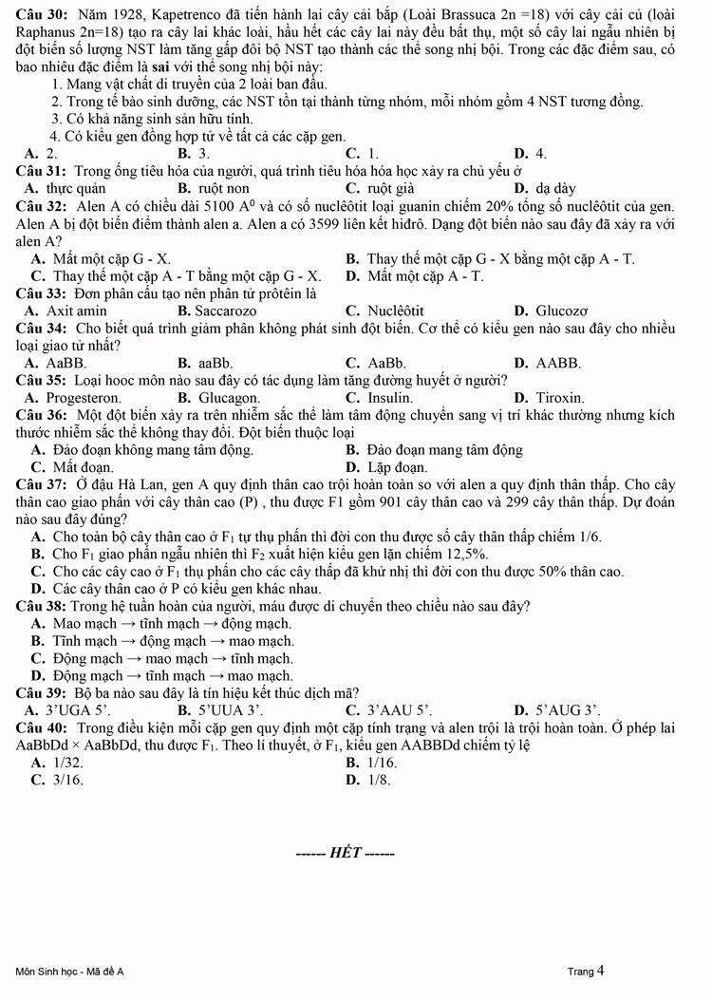 Câu 30: Năm 1928, Kapetrenco đã tiến hành lai cây cải bắp (Loài Brassuca 2n =18) với cây cải củ (loài
Raphanus 2n=18) tạo ra cây lai khác loài, hầu hết các cây lai này đều bất thụ, một số cây lai ngẫu nhiên bị
đột biến số lượng NST làm tăng gấp đôi bộ NST tạo thành các thể song nhị bội. Trong các đặc điểm sau, có
bao nhiêu đặc điểm là sai với thể song nhị bội này:
1. Mang vật chất di truyền của 2 loài ban đầu.
2. Trong tế bào sinh dưỡng, các NST tồn tại thành từng nhóm, mỗi nhóm gồm 4 NST tương đồng.
3. Có khả năng sinh sản hữu tính.
4. Có kiểu gen đồng hợp tử về tất cả các cặp gen.
A. 2. B. 3. C. 1. D. 4.
Câu 31: Trong ống tiêu hóa của người, quá trình tiêu hóa hóa học xảy ra chủ yếu ở
A. thực quản B. ruột non C. ruột già D. dạ dày
Câu 32: Alen A có chiều dài 5100 A⁰ và có số nuclêôtit loại guanin chiếm 20% tổng số nuclêôtit của gen.
Alen A bị đột biến điểm thành alen a. Alen a có 3599 liên kết hiđrô. Dạng đột biến nào sau đây đã xảy ra với
alen A?
A. Mất một cặp G - X. B. Thay thế một cặp G - X bằng một cặp A - T.
C. Thay thế một cặp A - T bằng một cặp G - X. D. Mất một cặp A - T.
Câu 33: Đơn phân cấu tạo nên phân tử prôtêin là
A. Axit amin B. Saccarozo C. Nuclêôtit D. Glucozơ
Câu 34: Cho biết quá trình giảm phân không phát sinh đột biến. Cơ thể có kiểu gen nào sau đây cho nhiều
loại giao tử nhất?
A. AaBB. B. aaBb. C. AaBb. D. AABB.
Câu 35: Loại hooc môn nào sau đây có tác dụng làm tăng đường huyết ở người?
A. Progesteron. B. Glucagon. C. Insulin. D. Tiroxin.
Câu 36: Một đột biến xảy ra trên nhiễm sắc thể làm tâm động chuyển sang vị trí khác thường nhưng kích
thước nhiễm sắc thể không thay đổi. Đột biến thuộc loại
A. Đảo đoạn không mang tâm động. B. Đảo đoạn mang tâm động
C. Mất đoạn. D. Lặp đoạn.
Câu 37: Ở đậu Hà Lan, gen A quy định thân cao trội hoàn toàn so với alen a quy định thân thấp. Cho cây
thân cao giao phấn với cây thân cao (P) , thu được F1 gồm 901 cây thân cao và 299 cây thân thấp. Dự đoán
nào sau đây đúng?
A. Cho toàn bộ cây thân cao ở F₁ tự thụ phấn thì đời con thu được số cây thân thấp chiếm 1/6.
B. Cho F₁ giao phấn ngẫu nhiên thì F₂ xuất hiện kiểu gen lặn chiếm 12,5%.
C. Cho các cây cao ở F₁ thụ phấn cho các cây thấp đã khử nhị thì đời con thu được 50% thân cao.
D. Các cây thân cao ở P có kiểu gen khác nhau.
Câu 38: Trong hệ tuần hoàn của người, máu được di chuyển theo chiều nào sau đây?
A. Mao mạch → tĩnh mạch → động mạch.
B. Tĩnh mạch → động mạch → mao mạch.
C. Động mạch → mao mạch → tĩnh mạch.
D. Động mạch → tĩnh mạch → mao mạch.
Câu 39: Bộ ba nào sau đây là tín hiệu kết thúc dịch mã?
A. 3’UGA 5’. B. 5’UUA 3’. C. 3’AAU 5’. D. 5’AUG 3’.
Câu 40: Trong điều kiện mỗi cặp gen quy định một cặp tính trạng và alen trội là trội hoàn toàn. Ở phép lai
AaBbDd × AaBbDd, thu được F₁. Theo lí thuyết, ở F₁, kiểu gen AABBDd chiếm tỷ lệ
A. 1/32. B. 1/16.
C. 3/16. D. 1/8.
------ HẾT ------
Môn Sinh học - Mã đề A Trang 4